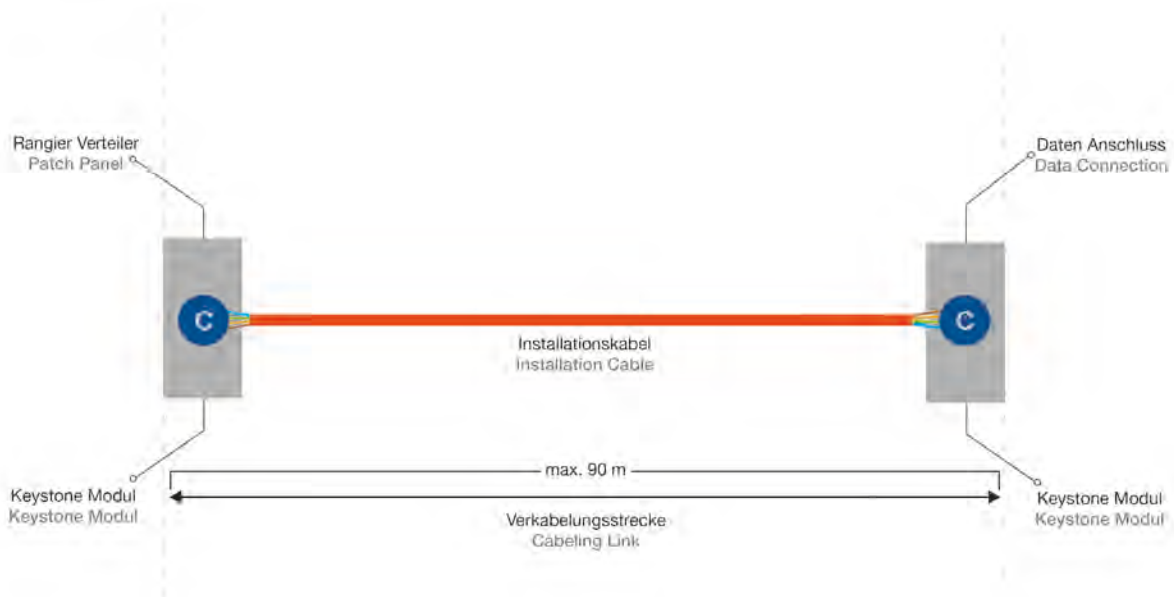 Rangier Verteiler
Patch Panel
Daten Anschluss
Data Connection
C
C
Installationskabel
Installation Cable
max. 90 m
Keystone Modul
Keystone Modul
Keystone Modul
Keystone Modul
Verkabelungsstrecke
Cabeling Link